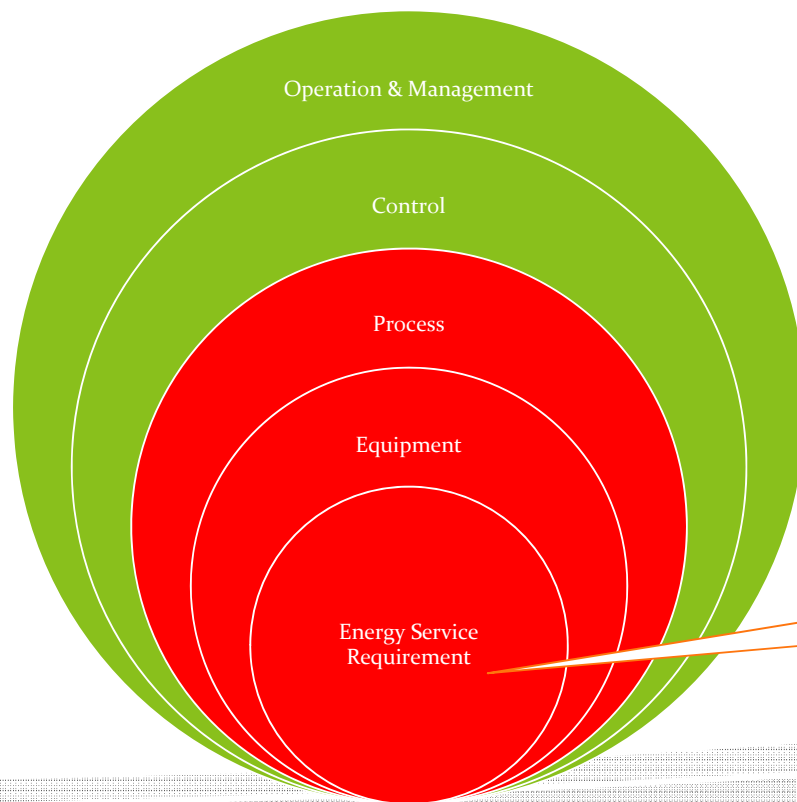 Operation & Management
Control
Process
Equipment
Energy Service
Requirement